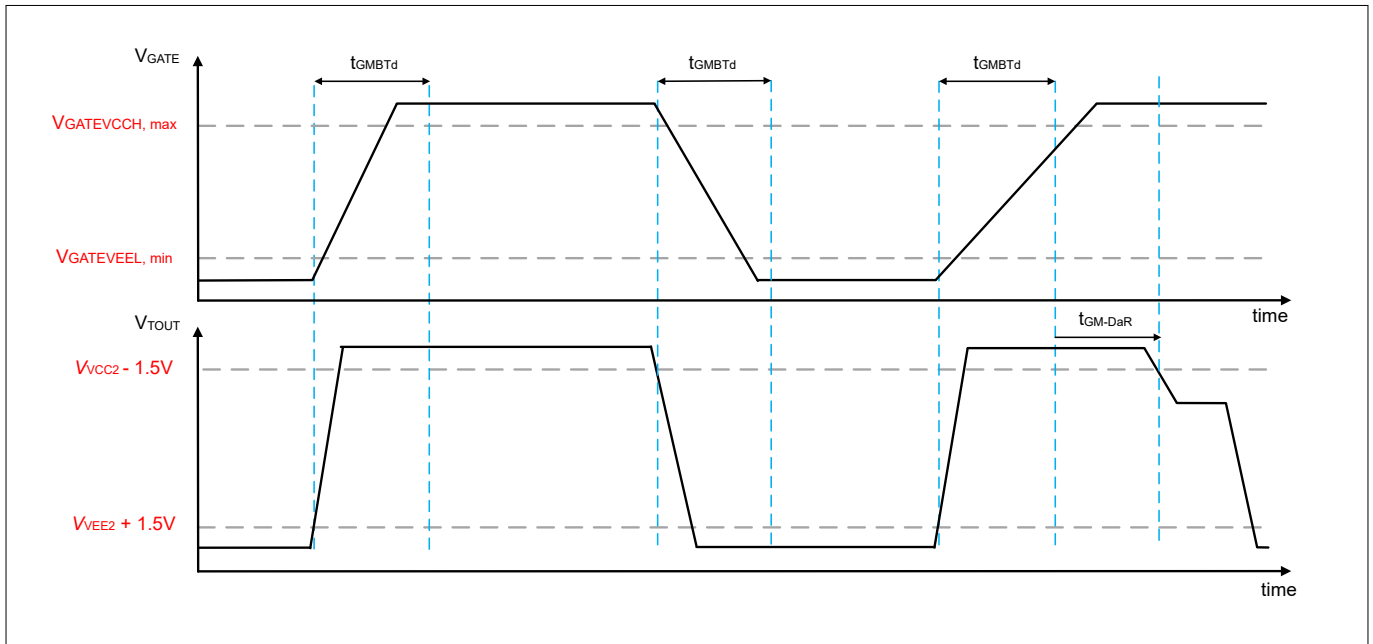 VGATE
tGMBTd
tGMBTd
tGMBTd
VGATEVCCH, max
VGATEVEEL, min
time
VTOUT
tGM-DaR
VVCC2 - 1.5V
VVEE2 + 1.5V
time